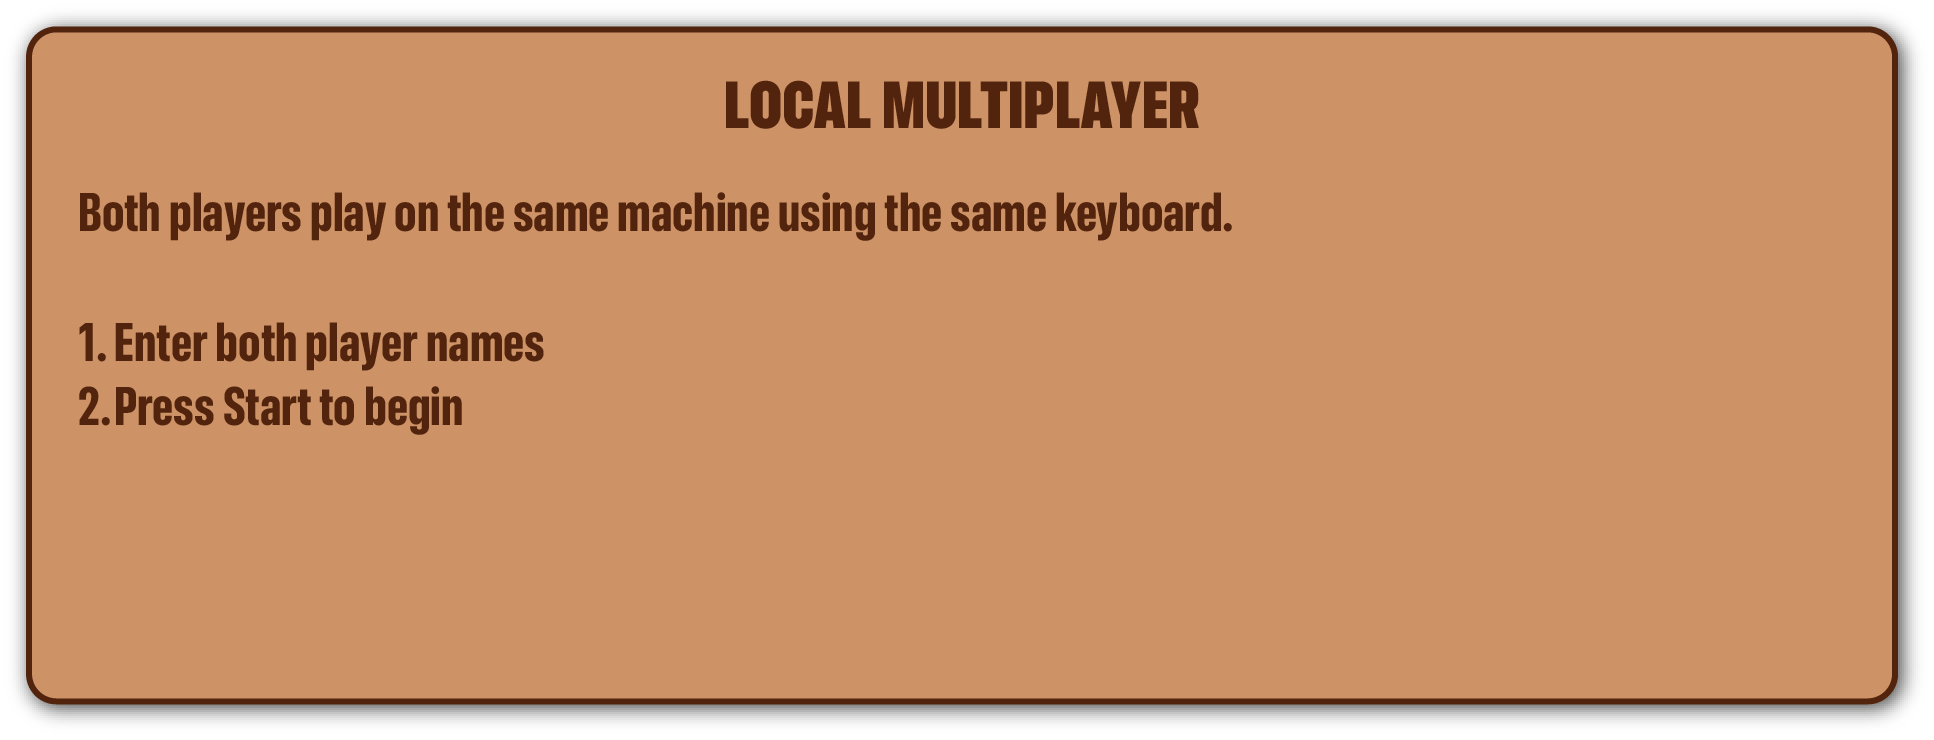 LOCAL MULTIPLAYER
Both players play on the same machine using the same keyboard.
1. Enter both player names
2. Press Start to begin